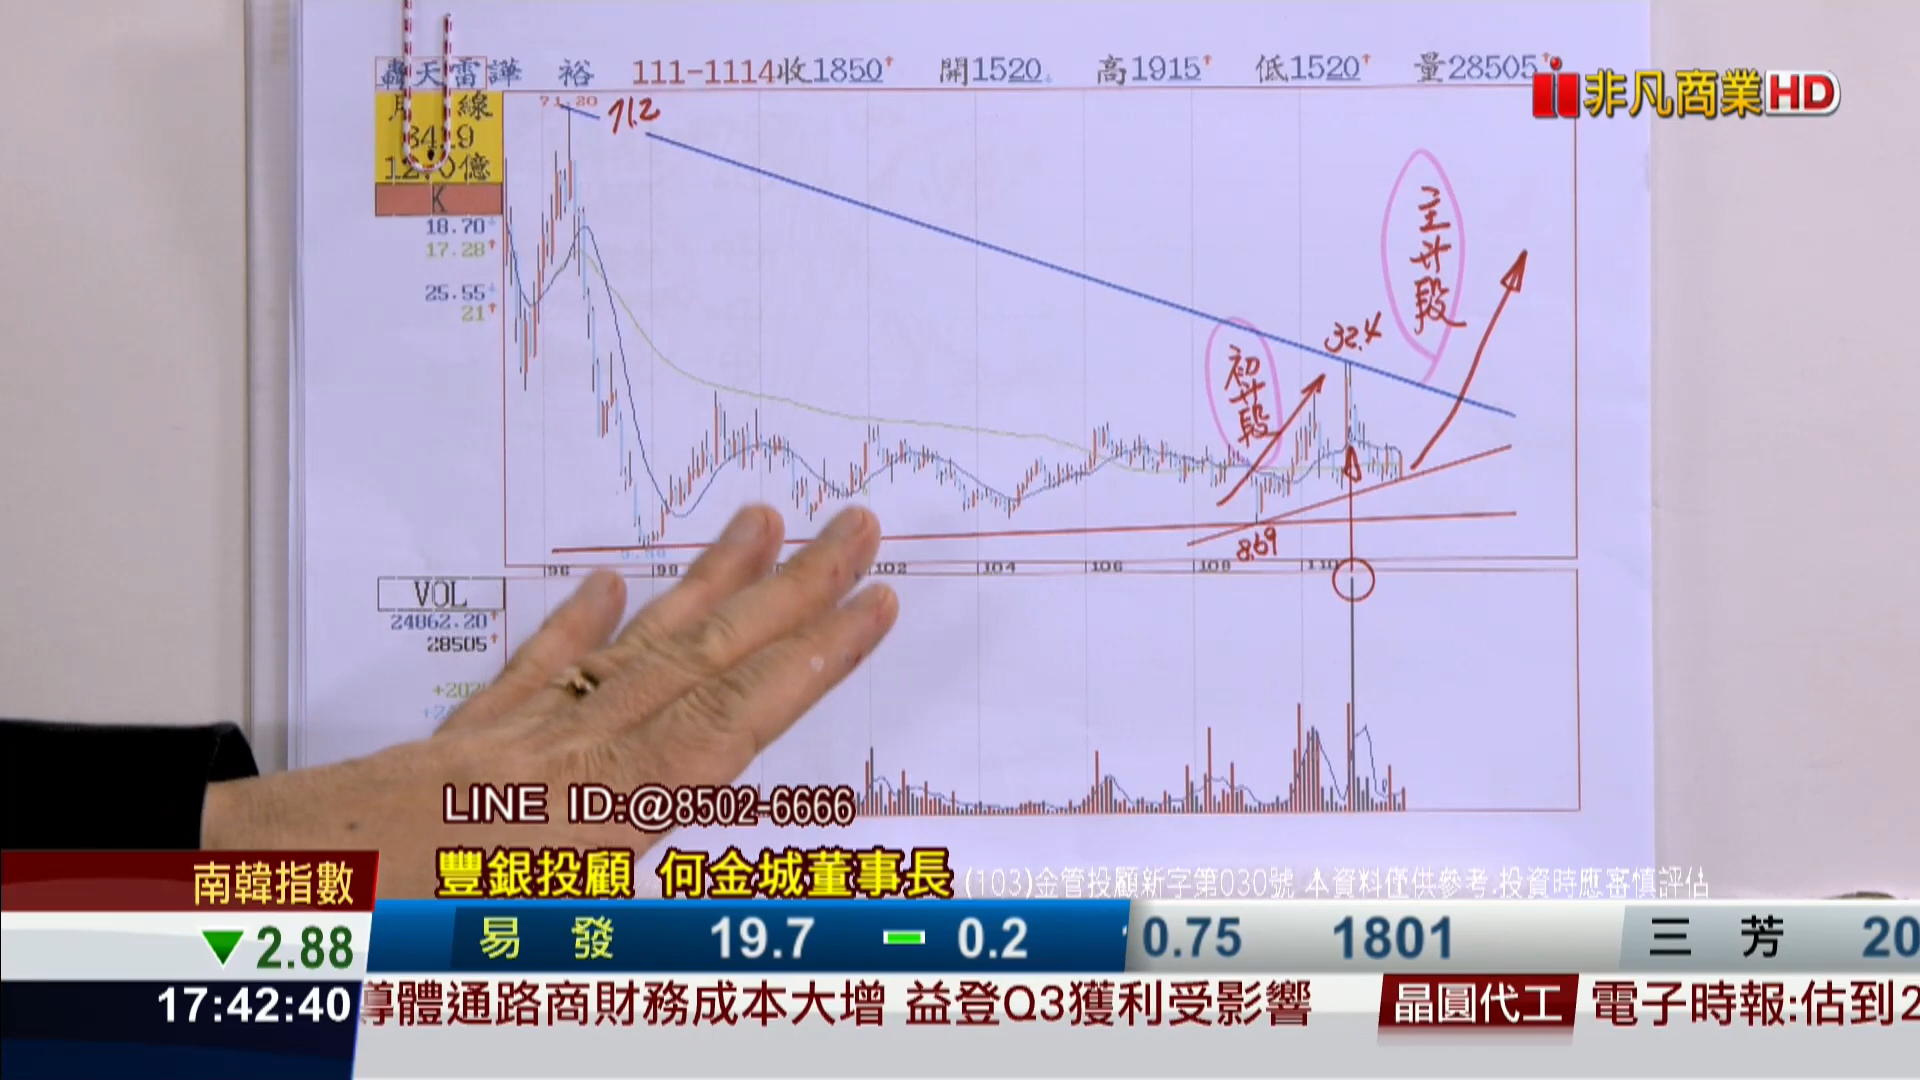 轟天雷譁 裕 111-1114收1850↑ 開1520 高1915↑ 低1520↑ 量28505↑
非凡商業HD
線
71.20
71.2
K
18.70
17.28↑
25.55
21↑
主升段
32.4
初升段
8.69
96 99 102 104 106 108 110
VOL
24862.20↑
28505↑
LINE ID:@8502-6666
豐銀投顧 何金城董事長 (103)金管投顧新字第030號 本資料僅供參考.投資時應審慎評估
南韓指數
▼2.88
易 發 19.7 0.2 0.75 1801 三 芳 20
17:42:40
導體通路商財務成本大增 益登Q3獲利受影響 晶圓代工 電子時報:估到2